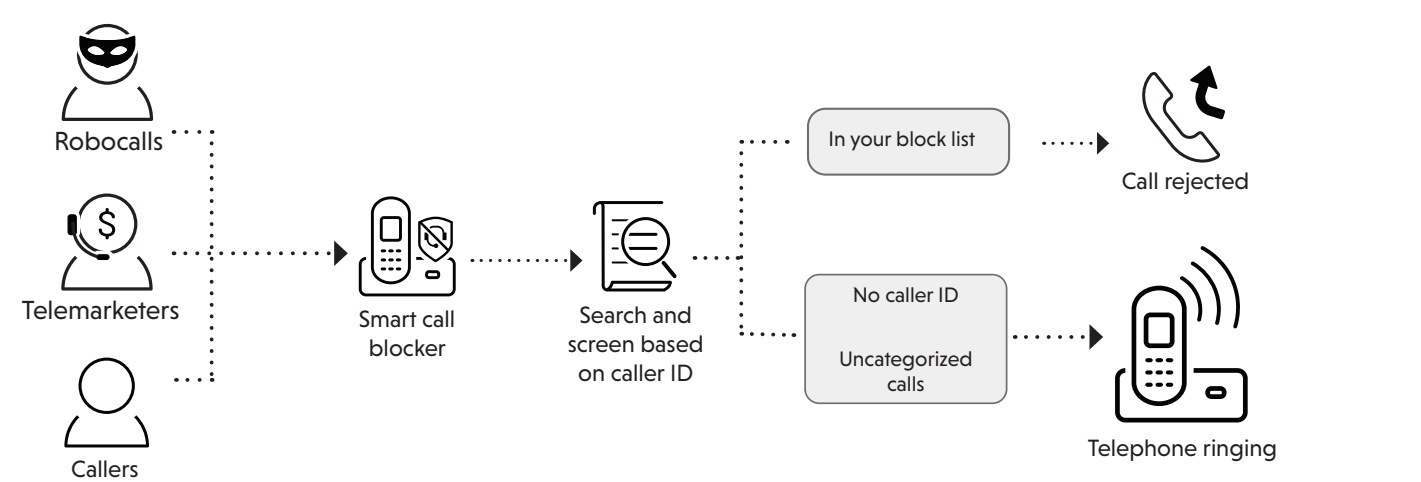 Robocalls
Telemarketers
Callers
Smart call
blocker
Search and
screen based
on caller ID
In your block list
No caller ID
Uncategorized
calls
Call rejected
Telephone ringing